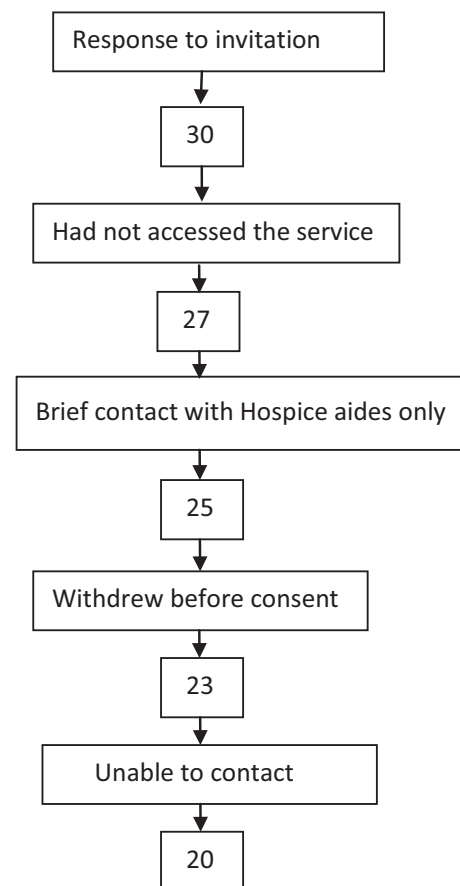 Response to invitation
30
Had not accessed the service
27
Brief contact with Hospice aides only
25
Withdrew before consent
23
Unable to contact
20